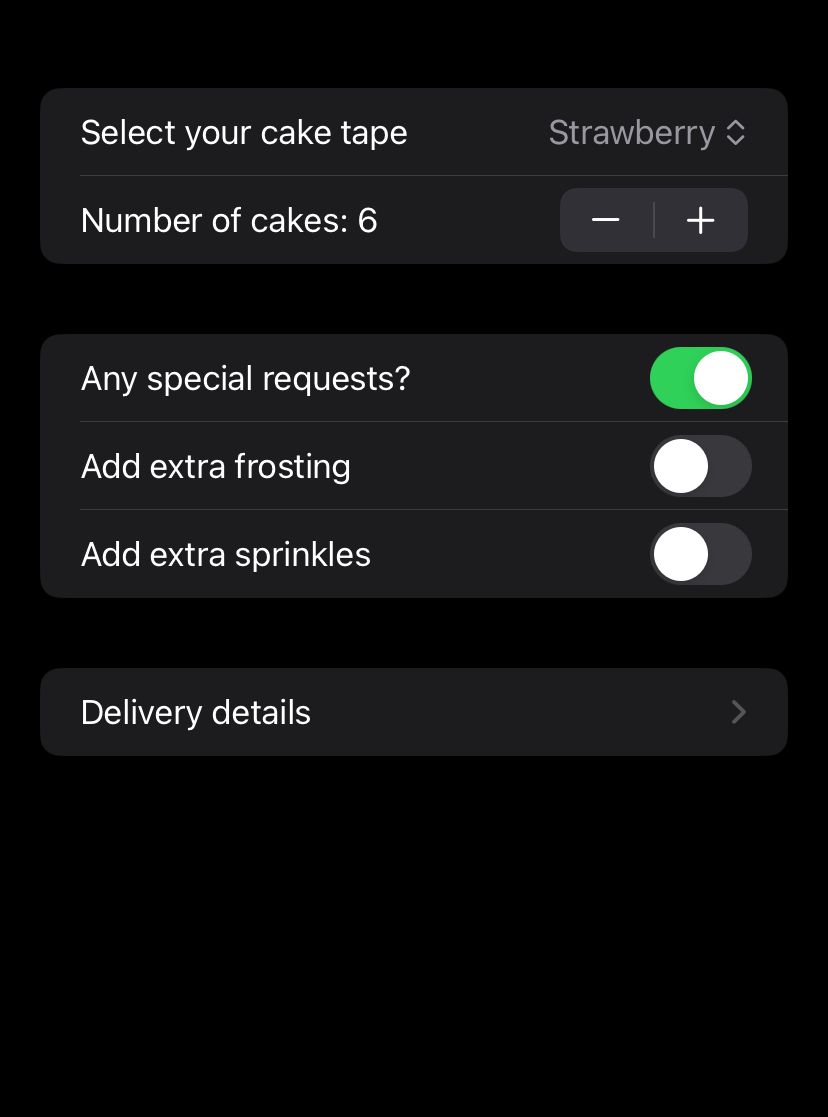 Select your cake tape Strawberry
Number of cakes: 6
Any special requests?
Add extra frosting
Add extra sprinkles
Delivery details